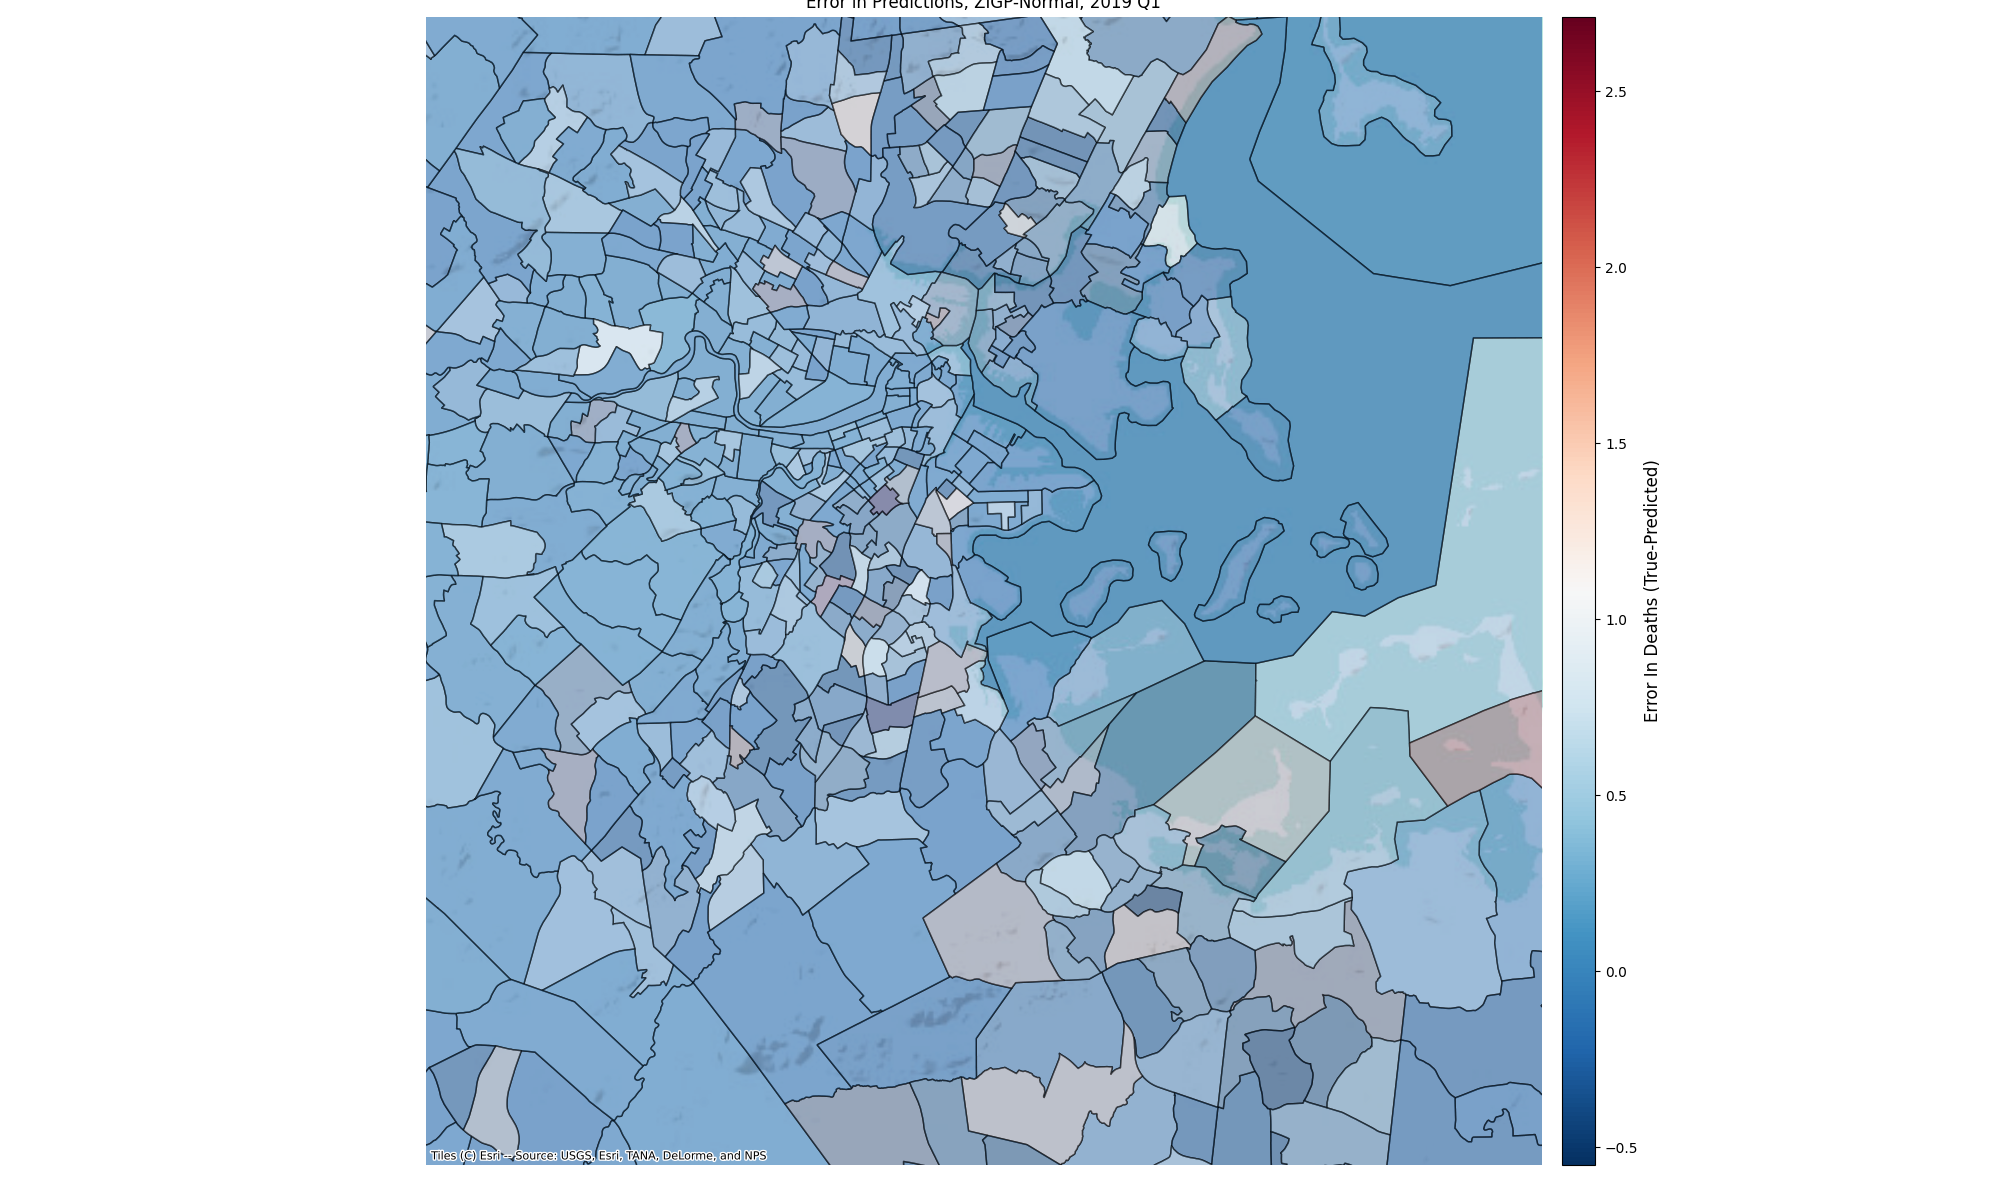 Error in Predictions, ZIGP-Normal, 2019 Q1
2.5
2.0
1.5
1.0
0.5
0.0
−0.5
Error In Deaths (True-Predicted)
Tiles (C) Esri -- Source: USGS, Esri, TANA, DeLorme, and NPS